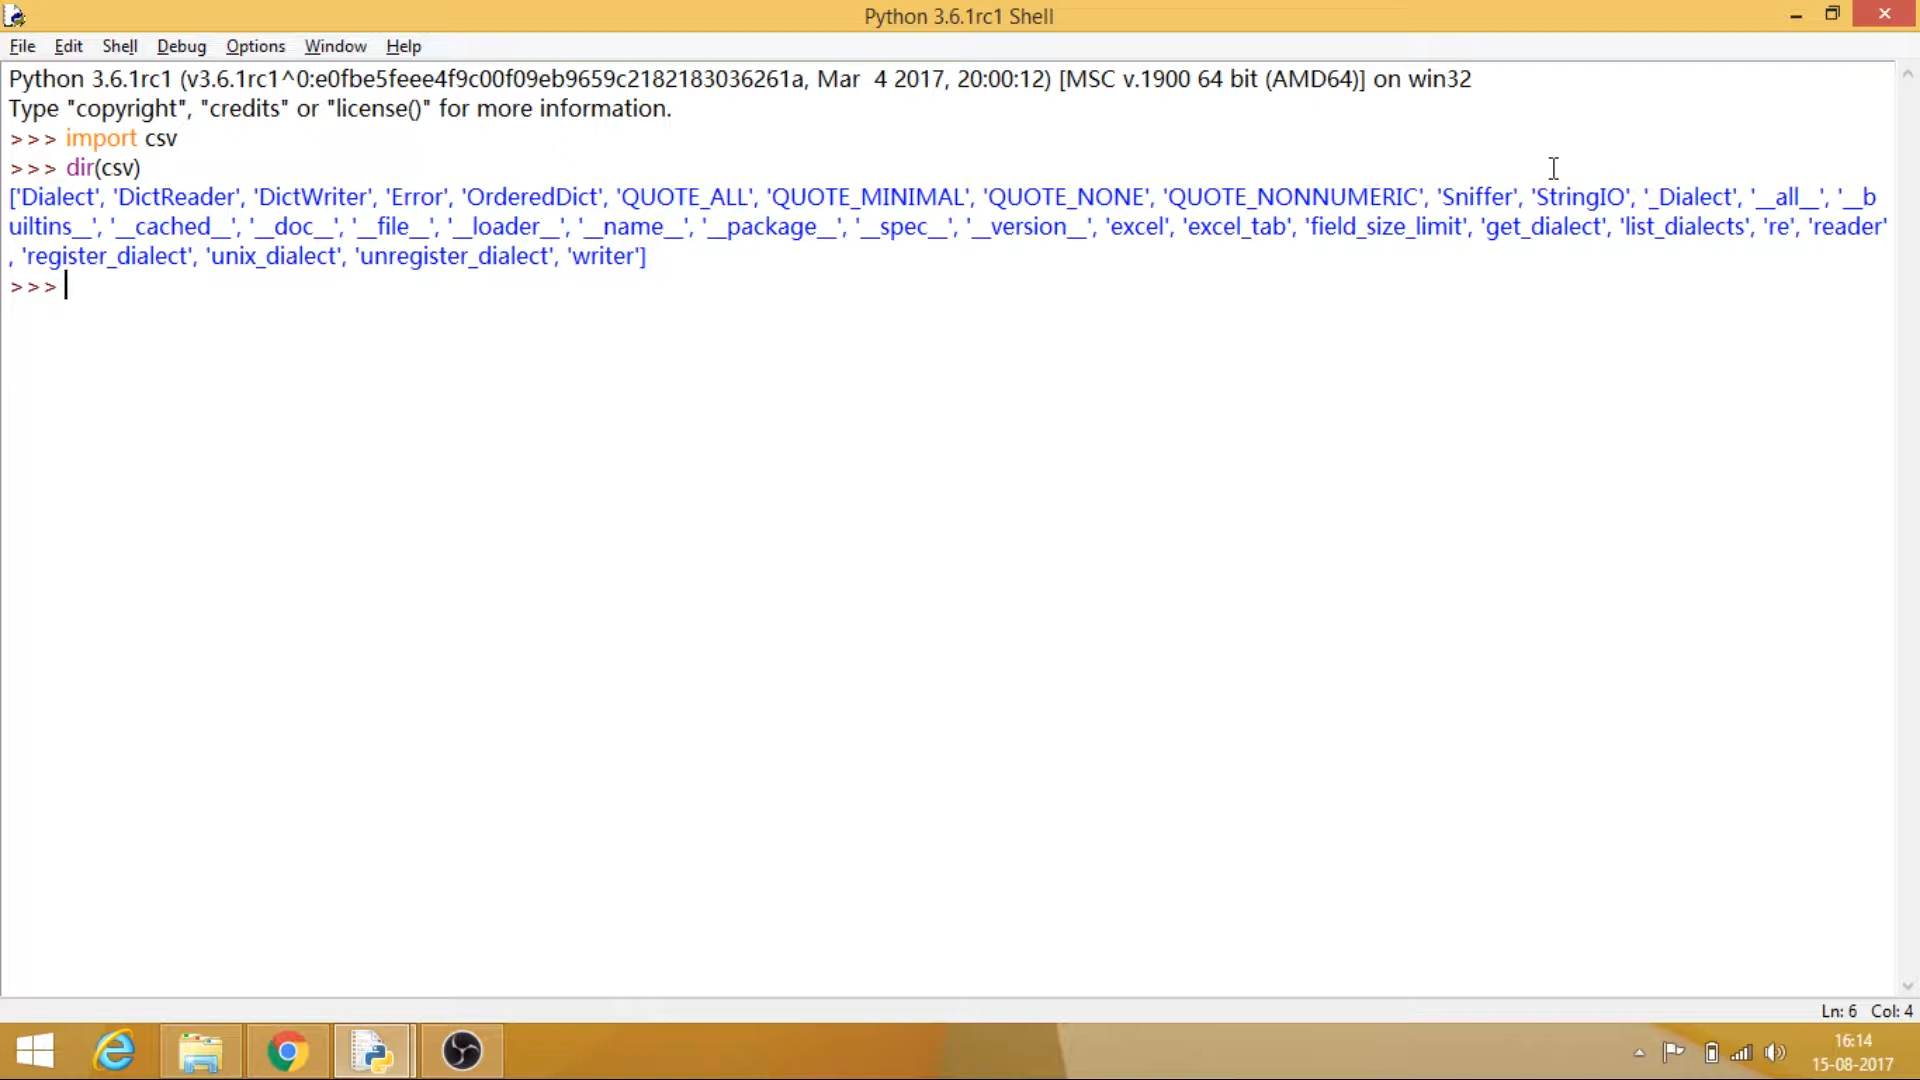 Python 3.6.1rc1 Shell
File Edit Shell Debug Options Window Help
Python 3.6.1rc1 (v3.6.1rc1^0:e0fbe5feee4f9c00f09eb9659c2182183036261a, Mar  4 2017, 20:00:12) [MSC v.1900 64 bit (AMD64)] on win32
Type "copyright", "credits" or "license()" for more information.
>>> import csv
>>> dir(csv)
['Dialect', 'DictReader', 'DictWriter', 'Error', 'OrderedDict', 'QUOTE_ALL', 'QUOTE_MINIMAL', 'QUOTE_NONE', 'QUOTE_NONNUMERIC', 'Sniffer', 'StringIO', '_Dialect', '__all__', '__b
uiltins__', '__cached__', '__doc__', '__file__', '__loader__', '__name__', '__package__', '__spec__', '__version__', 'excel', 'excel_tab', 'field_size_limit', 'get_dialect', 'list_dialects', 're', 'reader'
, 'register_dialect', 'unix_dialect', 'unregister_dialect', 'writer']
>>>
Ln: 6 Col: 4
16:14
15-08-2017